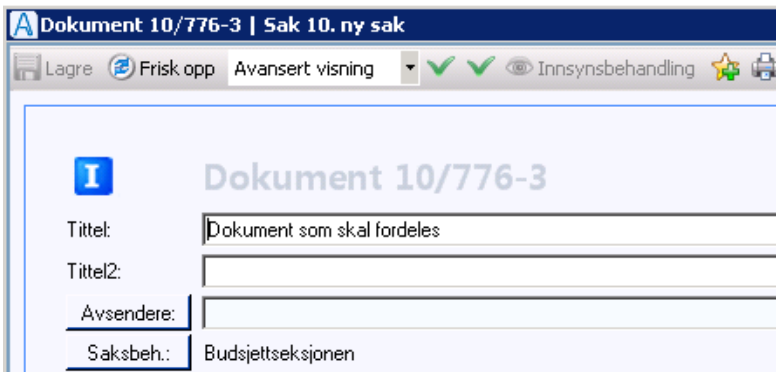 Dokument 10/776-3 | Sak 10. ny sak
Lagre Frisk opp Avansert visning Innsynsbehandling
I Dokument 10/776-3
Tittel: Dokument som skal fordeles
Tittel2:
Avsendere:
Saksbeh.: Budsjettseksjonen